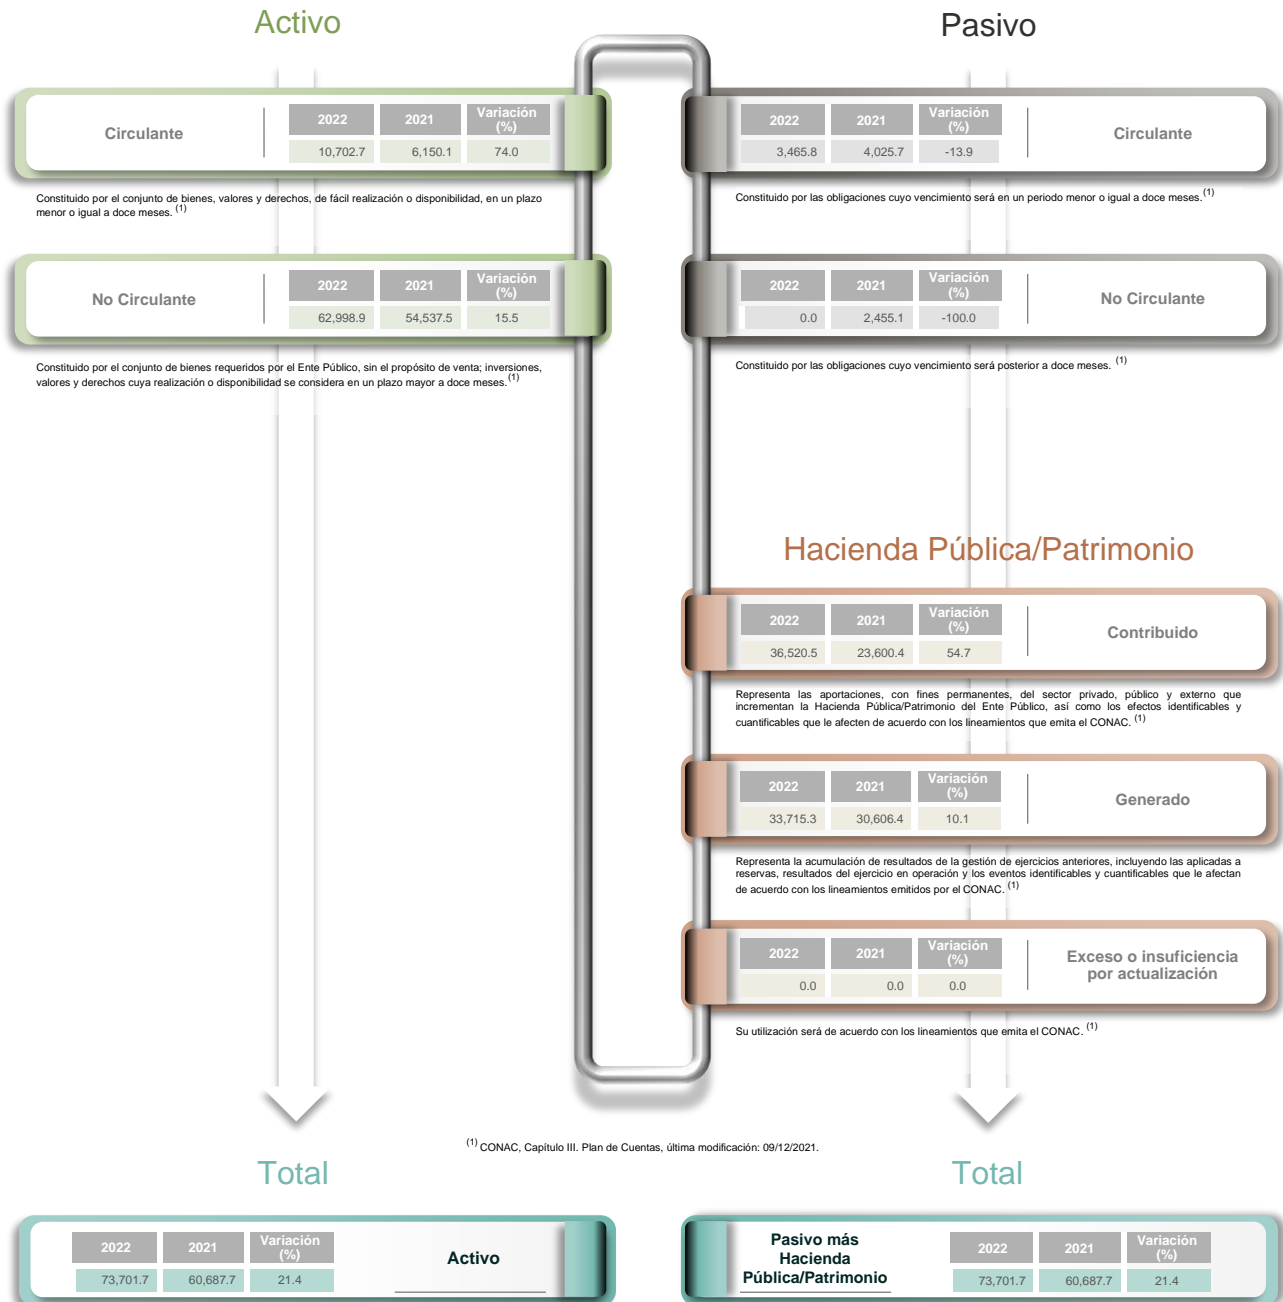 Activo
Circulante
2022 2021 Variación (%)
10,702.7 6,150.1 74.0
Constituido por el conjunto de bienes, valores y derechos, de fácil realización o disponibilidad, en un plazo
menor o igual a doce meses. (1)
No Circulante
2022 2021 Variación (%)
62,998.9 54,537.5 15.5
Constituido por el conjunto de bienes requeridos por el Ente Público, sin el propósito de venta; inversiones,
valores y derechos cuya realización o disponibilidad se considera en un plazo mayor a doce meses. (1)
Pasivo
2022 2021 Variación (%)
3,465.8 4,025.7 -13.9
Circulante
Constituido por las obligaciones cuyo vencimiento será en un periodo menor o igual a doce meses. (1)
2022 2021 Variación (%)
0.0 2,455.1 -100.0
No Circulante
Constituido por las obligaciones cuyo vencimiento será posterior a doce meses. (1)
Hacienda Pública/Patrimonio
2022 2021 Variación (%)
36,520.5 23,600.4 54.7
Contribuido
Representa las aportaciones, con fines permanentes, del sector privado, público y externo que
incrementan la Hacienda Pública/Patrimonio del Ente Público, así como los efectos identificables y
cuantificables que le afecten de acuerdo con los lineamientos que emita el CONAC. (1)
2022 2021 Variación (%)
33,715.3 30,606.4 10.1
Generado
Representa la acumulación de resultados de la gestión de ejercicios anteriores, incluyendo las aplicadas a
reservas, resultados del ejercicio en operación y los eventos identificables y cuantificables que le afectan
de acuerdo con los lineamientos emitidos por el CONAC. (1)
2022 2021 Variación (%)
0.0 0.0 0.0
Exceso o insuficiencia
por actualización
Su utilización será de acuerdo con los lineamientos que emita el CONAC. (1)
(1) CONAC, Capítulo III. Plan de Cuentas, última modificación: 09/12/2021.
Total
2022 2021 Variación (%)
73,701.7 60,687.7 21.4
Activo
Total
Pasivo más
Hacienda
Pública/Patrimonio
2022 2021 Variación (%)
73,701.7 60,687.7 21.4